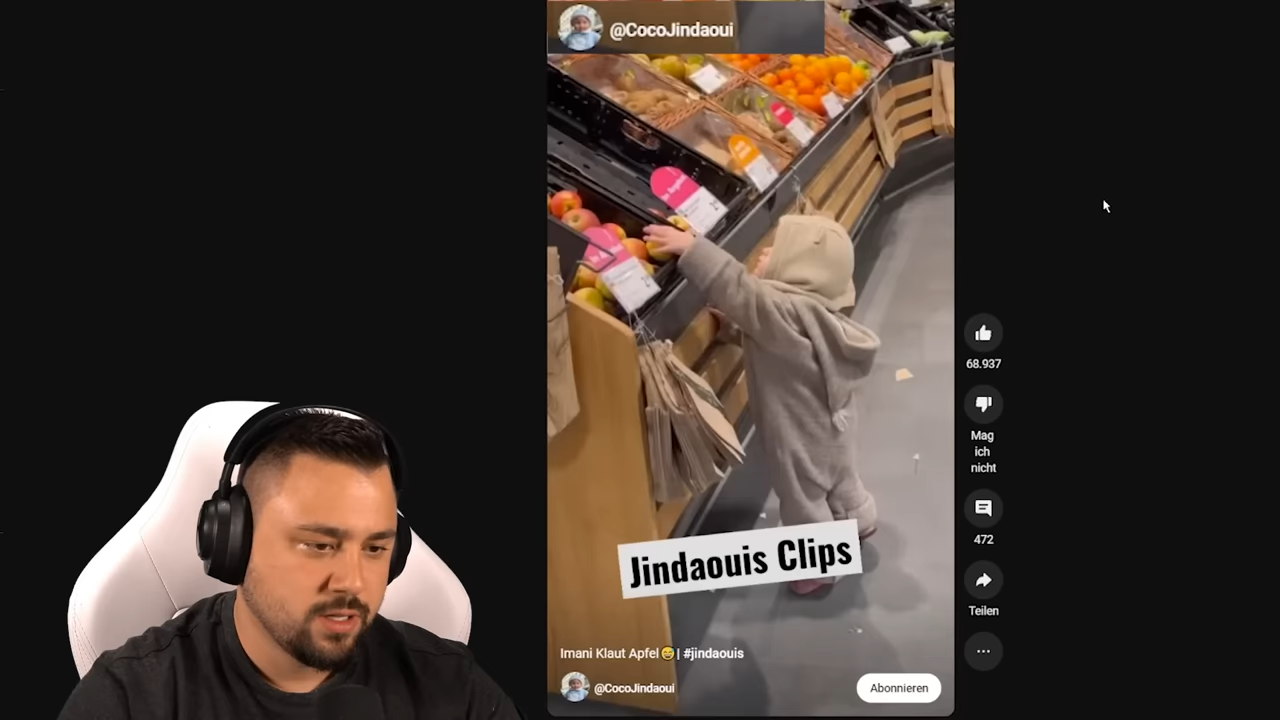 @CocoJindaoui
68.937
Mag
ich
nicht
472
Teilen
Jindaouis Clips
Imani Klaut Apfel😅| #jindaouis
@CocoJindaoui
Abonnieren